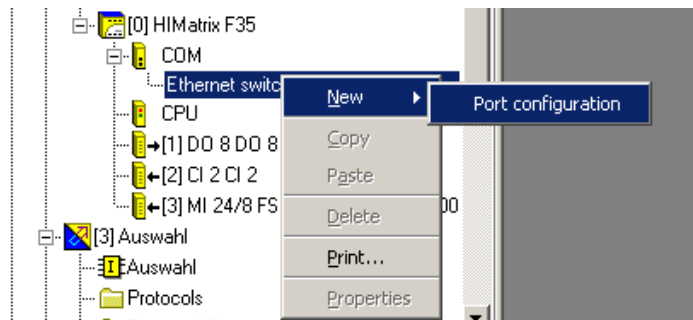 [0] HIMatrix F35
COM
Ethernet switc
New
Port configuration
CPU
Copy
[1] DO 8 DO 8
Paste
[2] CI 2 CI 2
[3] MI 24/8 FS
00
Delete
[3] Auswahl
Print...
Auswahl
Protocols
Properties